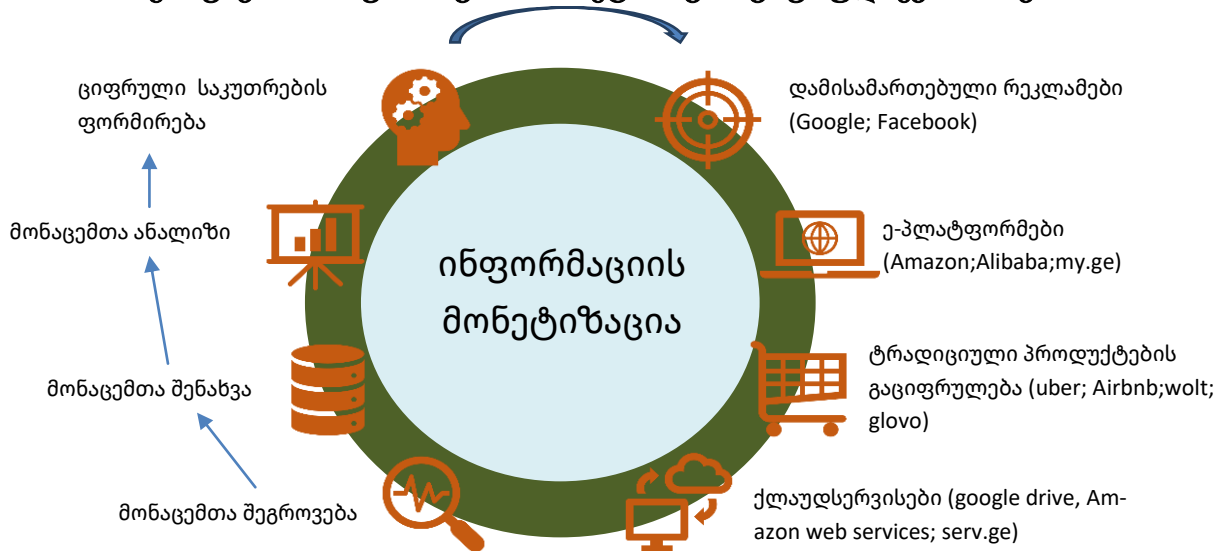 ციფრული საკუთრების
ფორმირება
მონაცემთა ანალიზი
მონაცემთა შენახვა
მონაცემთა შეგროვება
ინფორმაციის
მონეტიზაცია
დამისამართებული რეკლამები
(Google; Facebook)
ე-პლატფორმები
(Amazon;Alibaba;my.ge)
ტრადიციული პროდუქტების
გაციფრულება (uber; Airbnb;wolt;
glovo)
ქლაუდსერვისები (google drive, Am-
azon web services; serv.ge)